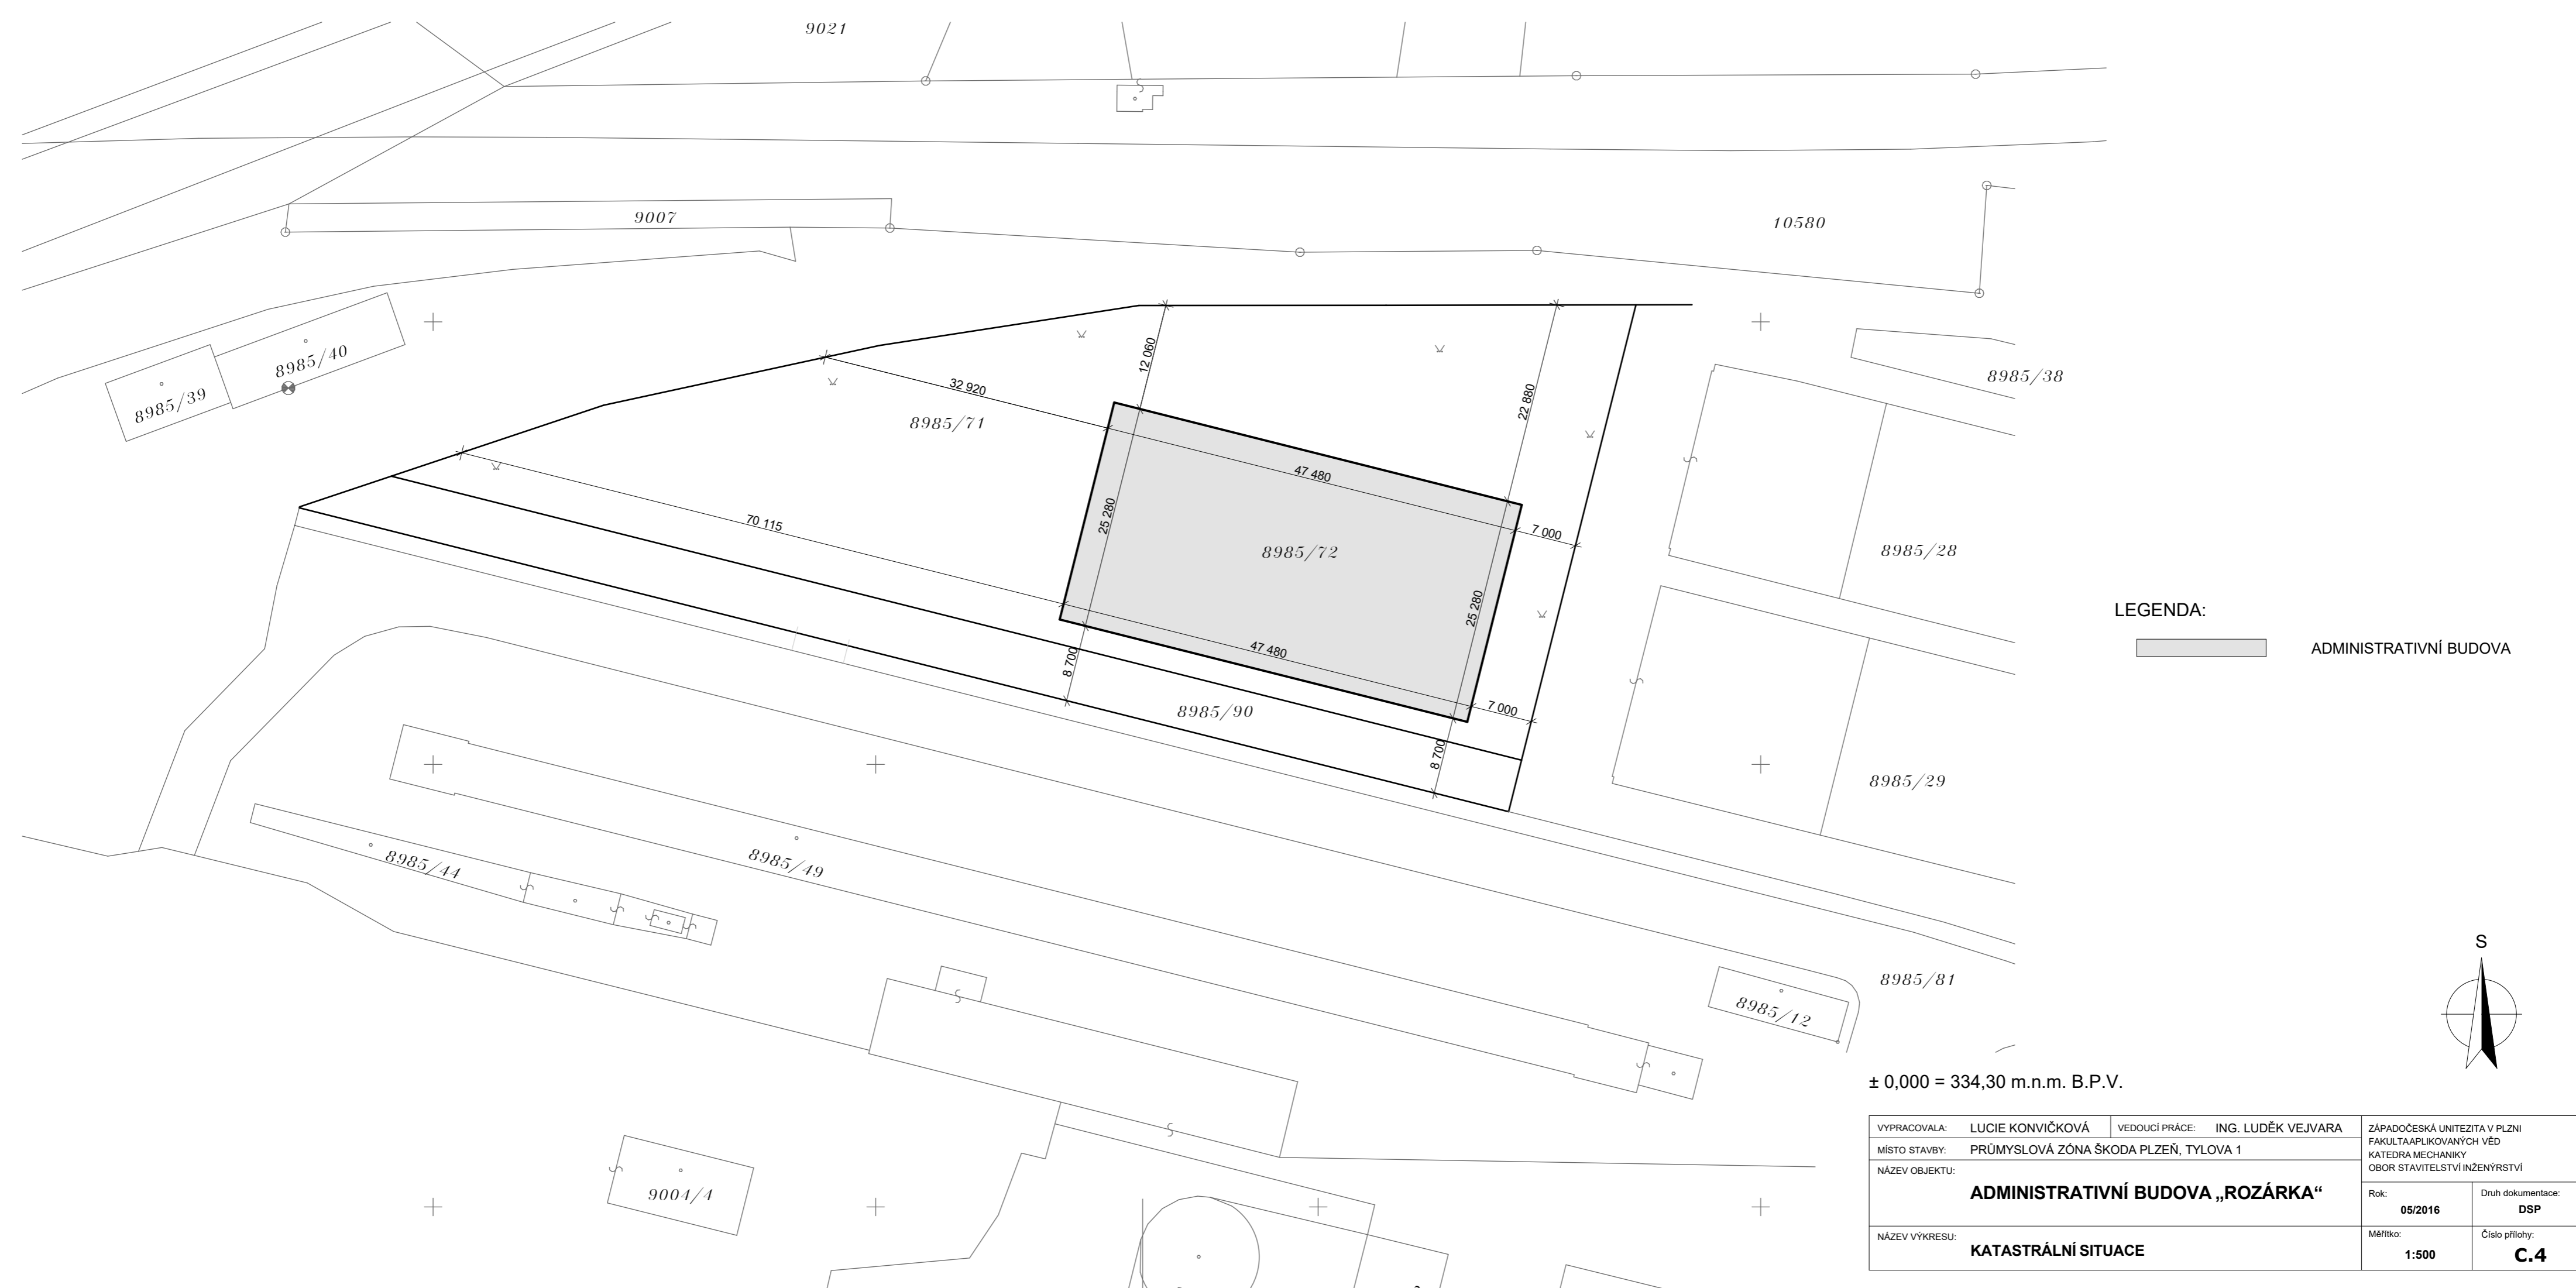 9021
9007
10580
8985/40
8985/39
8985/38
12 060
32 920
22 880
8985/71
47 480
25 280
7 000
70 115
8985/72
8985/28
25 280
LEGENDA:
47 480
ADMINISTRATIVNÍ BUDOVA
8 700
7 000
8985/90
8 700
8985/29
8985/44
8985/49
8985/81
8985/12
9004/4
S
± 0,000 = 334,30 m.n.m. B.P.V.
VYPRACOVALA: LUCIE KONVIČKOVÁ VEDOUCÍ PRÁCE: ING. LUDĚK VEJVARA
MÍSTO STAVBY: PRŮMYSLOVÁ ZÓNA ŠKODA PLZEŇ, TYLOVA 1
NÁZEV OBJEKTU:
ADMINISTRATIVNÍ BUDOVA „ROZÁRKA“
NÁZEV VÝKRESU:
KATASTRÁLNÍ SITUACE
ZÁPADOČESKÁ UNITEZITA V PLZNI
FAKULTAAPLIKOVANÝCH VĚD
KATEDRA MECHANIKY
OBOR STAVITELSTVÍ INŽENÝRSTVÍ
Rok:
05/2016
Druh dokumentace:
DSP
Měřítko:
1:500
Číslo přílohy:
C.4